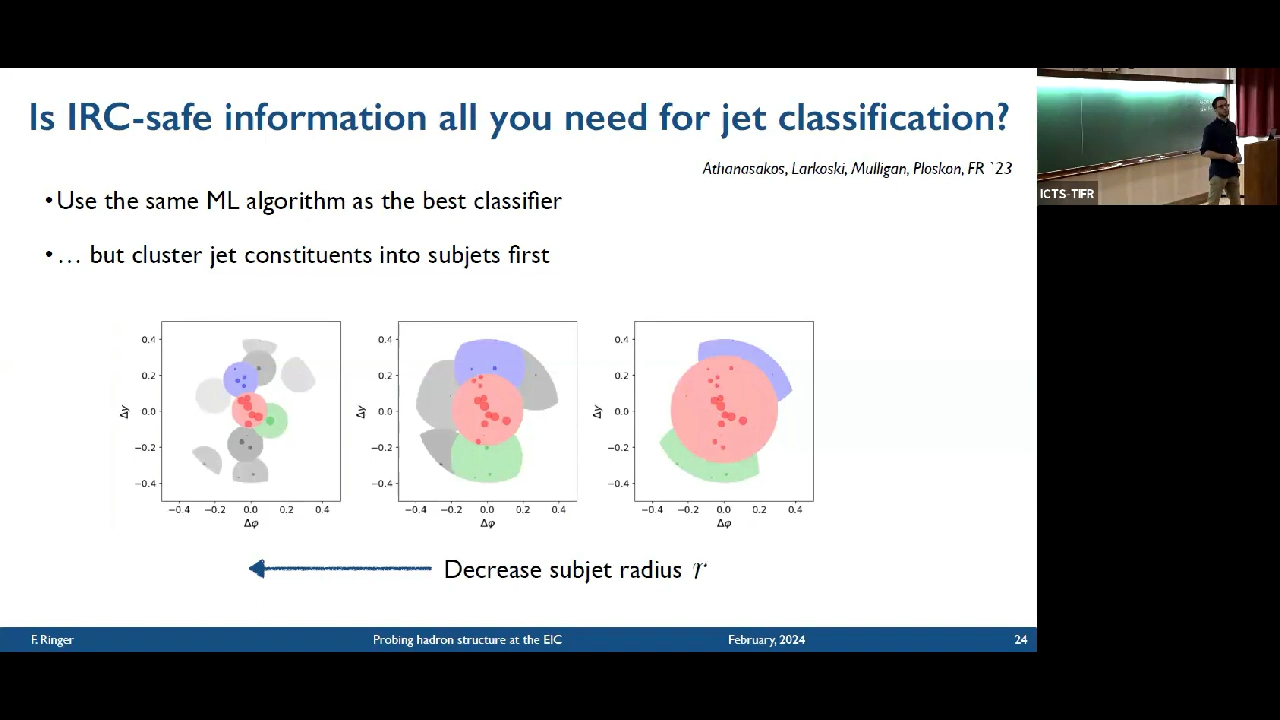 Is IRC-safe information all you need for jet classification?
Athanasakos, Larkoski, Mulligan, Ploskon, FR `23
•Use the same ML algorithm as the best classifier
•… but cluster jet constituents into subjets first
0.4
0.2
0.0
−0.2
−0.4
Δy
−0.4 −0.2 0.0 0.2 0.4
Δφ
0.4
0.2
0.0
−0.2
−0.4
Δy
−0.4 −0.2 0.0 0.2 0.4
Δφ
0.4
0.2
0.0
−0.2
−0.4
Δy
−0.4 −0.2 0.0 0.2 0.4
Δφ
Decrease subjet radius r
F. Ringer Probing hadron structure at the EIC February, 2024 24
ICTS-TIFR